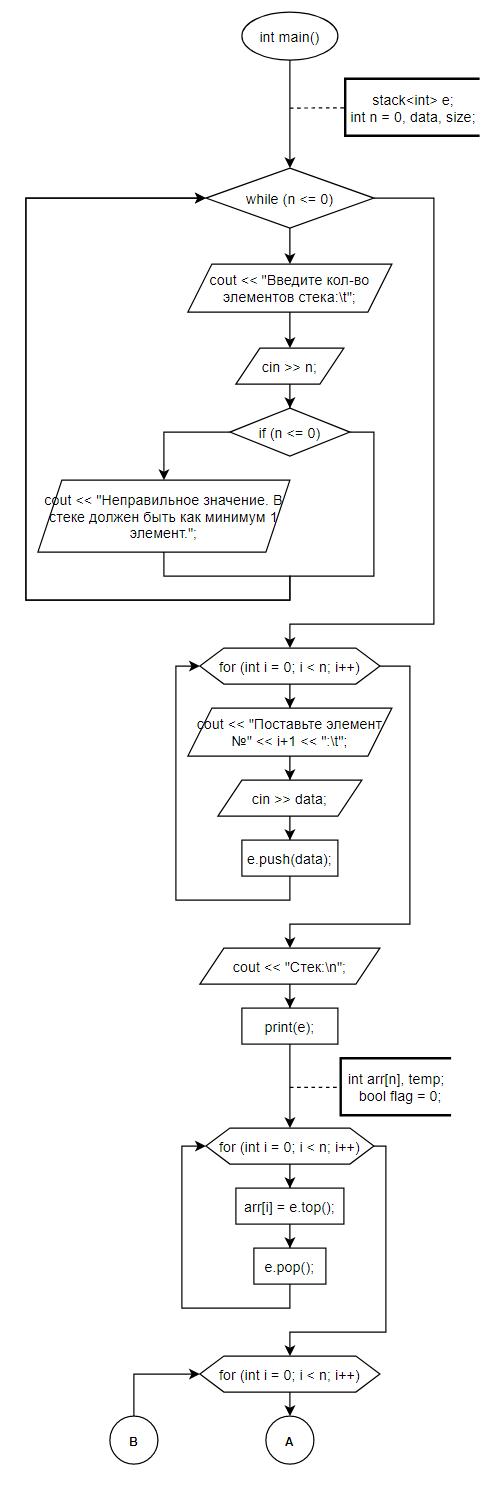 int main()
stack<int> e;
int n = 0, data, size;
while (n <= 0)
cout << "Введите кол-во
элементов стека:\t";
cin >> n;
if (n <= 0)
cout << "Неправильное значение. В
стеке должен быть как минимум 1
элемент.";
for (int i = 0; i < n; i++)
cout << "Поставьте элемент
№" << i+1 << ":\t";
cin >> data;
e.push(data);
cout << "Стек:\n";
print(e);
int arr[n], temp;
bool flag = 0;
for (int i = 0; i < n; i++)
arr[i] = e.top();
e.pop();
for (int i = 0; i < n; i++)
B
A